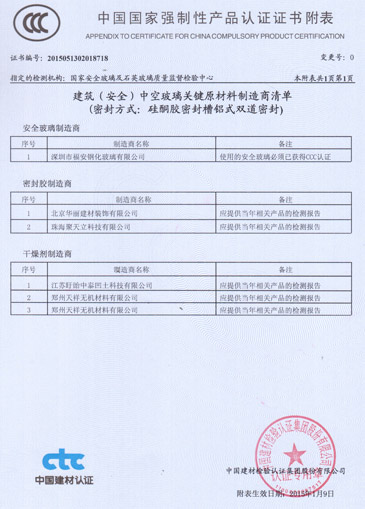 中国国家强制性产品认证证书附表
APPENDIX TO CERTIFICATE FOR CHINA COMPULSORY PRODUCT CERTIFICATION
证书编号: 2015051302018718
变更号: 0
指定的检测机构: 国家安全玻璃及石英玻璃质量监督检验中心
本附表共1页第1页
建筑(安全)中空玻璃关键原材料制造商清单
(密封方式: 硅酮胶密封槽铝式双道密封)
安全玻璃制造商
序号 制造商名称 备注
1 深圳市福安钢化玻璃有限公司 使用的安全玻璃必须已获得CCC认证
密封胶制造商
序号 制造商名称 备注
1 北京华丽建材装饰有限公司 应提供当年相关产品的检测报告
2 珠海聚天立科技有限公司 应提供当年相关产品的检测报告
干燥剂制造商
序号 制造商名称 备注
1 江苏盱眙中泰凹土科技有限公司 应提供当年相关产品的检测报告
2 郑州天祥无机材料有限公司 应提供当年相关产品的检测报告
3 郑州天祥无机材料有限公司 应提供当年相关产品的检测报告
ctc
中国建材认证
中国建材检验认证集团股份有限公司
认证专用章
附表生效日期: 2015年1月9日